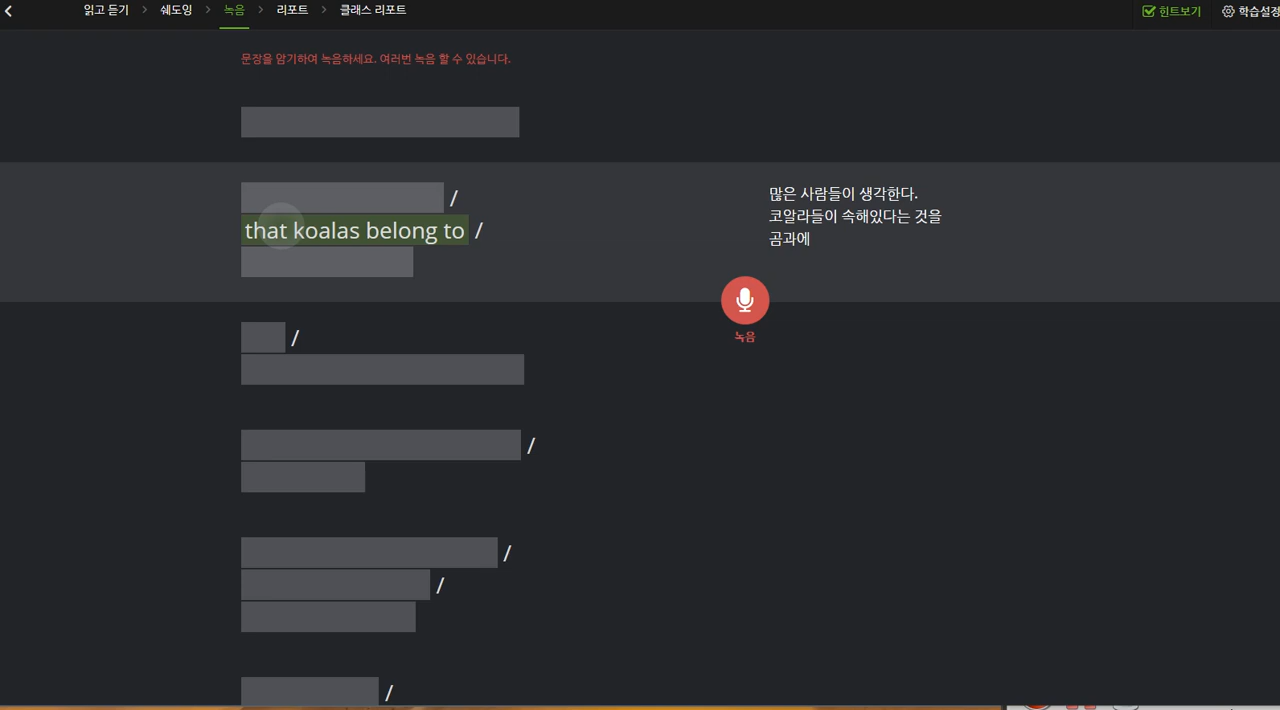 읽고 듣기 > 쉐도잉 > 녹음 > 리포트 > 클래스 리포트 힌트보기 학습설정
문장을 암기하여 녹음하세요. 여러번 녹음 할 수 있습니다.
/
that koalas belong to /
많은 사람들이 생각한다.
코알라들이 속해있다는 것을
곰과에
녹음
/
/
/
/
/